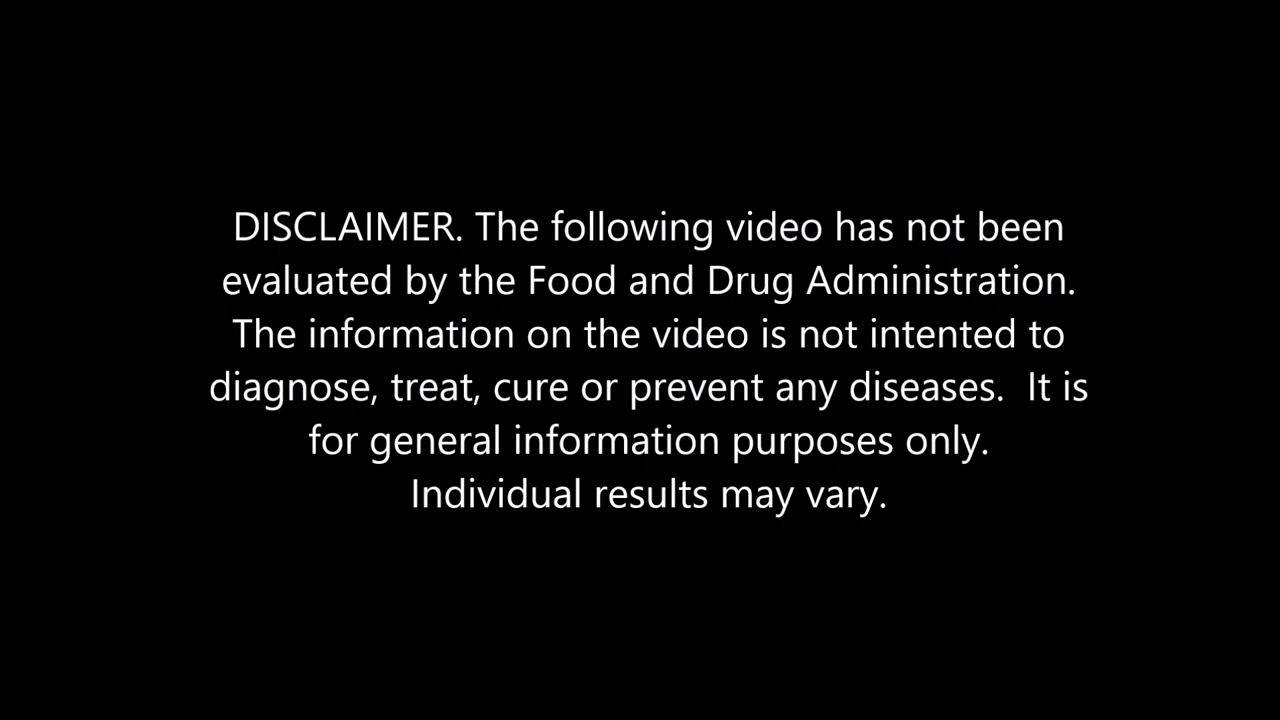 DISCLAIMER. The following video has not been
evaluated by the Food and Drug Administration.
The information on the video is not intented to
diagnose, treat, cure or prevent any diseases.  It is
for general information purposes only.
Individual results may vary.